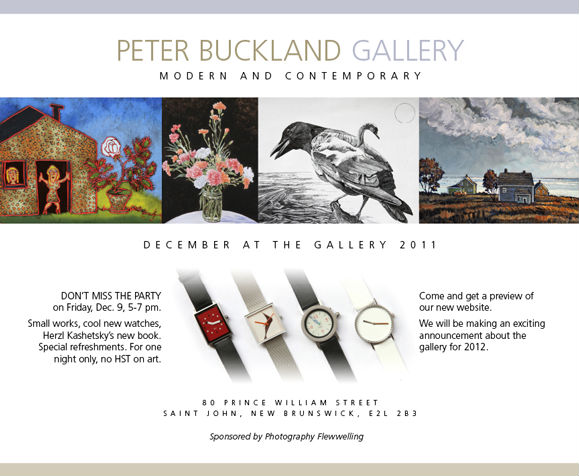 PETER BUCKLAND GALLERY
MODERN AND CONTEMPORARY
DECEMBER AT THE GALLERY 2011
DON'T MISS THE PARTY
on Friday, Dec. 9, 5-7 pm.
Small works, cool new watches,
Herzl Kashetsky's new book.
Special refreshments. For one
night only, no HST on art.
Come and get a preview of
our new website.
We will be making an exciting
announcement about the
gallery for 2012.
80 PRINCE WILLIAM STREET
SAINT JOHN, NEW BRUNSWICK, E2L 2B3
Sponsored by Photography Flewwelling